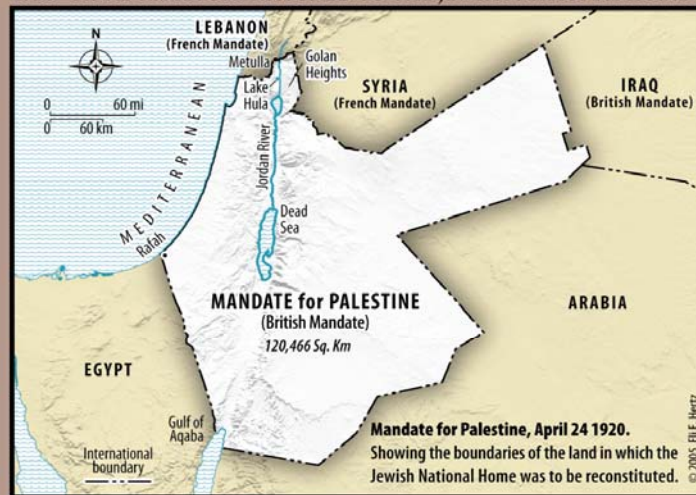 N
0 60 mi
0 60 km
LEBANON
(French Mandate)
Metulla
Golan
Heights
Lake
Hula
SYRIA
(French Mandate)
IRAQ
(British Mandate)
MEDITERRANEAN
Jordan River
Dead
Sea
Rafah
MANDATE for PALESTINE
(British Mandate)
120,466 Sq. Km
ARABIA
EGYPT
Gulf of
Aqaba
International
boundary
Mandate for Palestine, April 24 1920.
Showing the boundaries of the land in which the
Jewish National Home was to be reconstituted.
© 2005 Eli E. Hertz